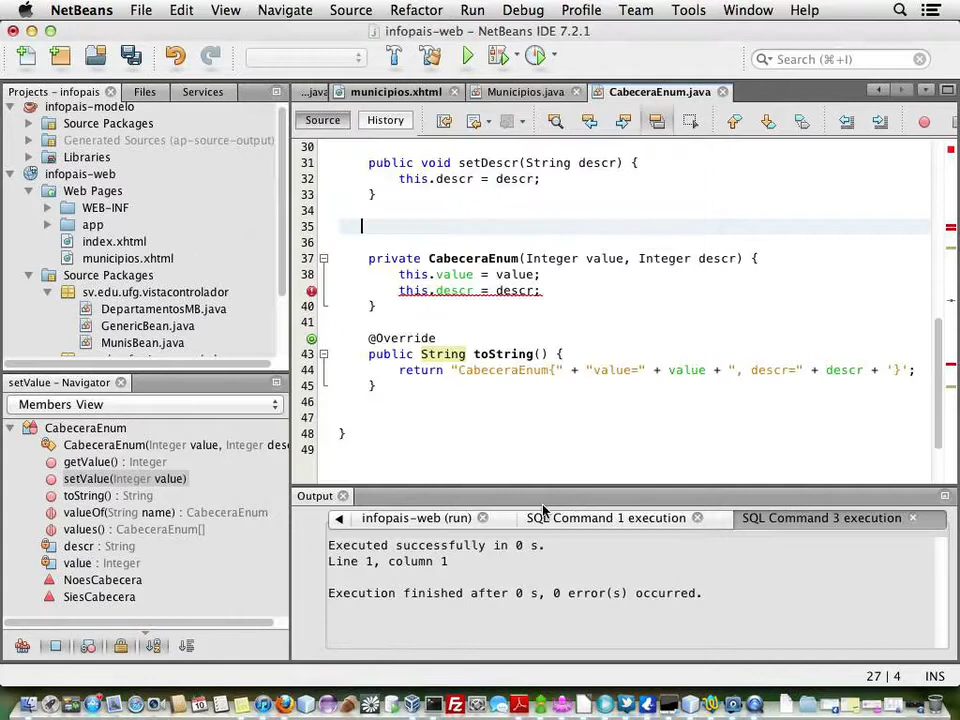 NetBeans File Edit View Navigate Source Refactor Run Debug Profile Team Tools Window Help
infopais-web - NetBeans IDE 7.2.1
Search (⌘+I)
Projects - infopais Files Services
...java municipios.xhtml Municipios.java CabeceraEnum.java
infopais-modelo
Source Packages
Generated Sources (ap-source-output)
Libraries
infopais-web
Web Pages
WEB-INF
app
index.xhtml
municipios.xhtml
Source Packages
sv.edu.ufg.vistacontrolador
DepartamentosMB.java
GenericBean.java
MunisBean.java
Source History
30
31 public void setDescr(String descr) {
32 this.descr = descr;
33 }
34
35
36
37 private CabeceraEnum(Integer value, Integer descr) {
38 this.value = value;
this.descr = descr;
40 }
41
@Override
43 public String toString() {
44 return "CabeceraEnum{" + "value=" + value + ", descr=" + descr + '}';
45 }
46
47
48 }
49
setValue - Navigator
Members View
CabeceraEnum
CabeceraEnum(Integer value, Integer desc
getValue() : Integer
setValue(Integer value)
toString() : String
valueOf(String name) : CabeceraEnum
values() : CabeceraEnum[]
descr : String
value : Integer
NoesCabecera
SiesCabecera
Output
infopais-web (run) SQL Command 1 execution SQL Command 3 execution
Executed successfully in 0 s.
Line 1, column 1
Execution finished after 0 s, 0 error(s) occurred.
27 | 4 INS